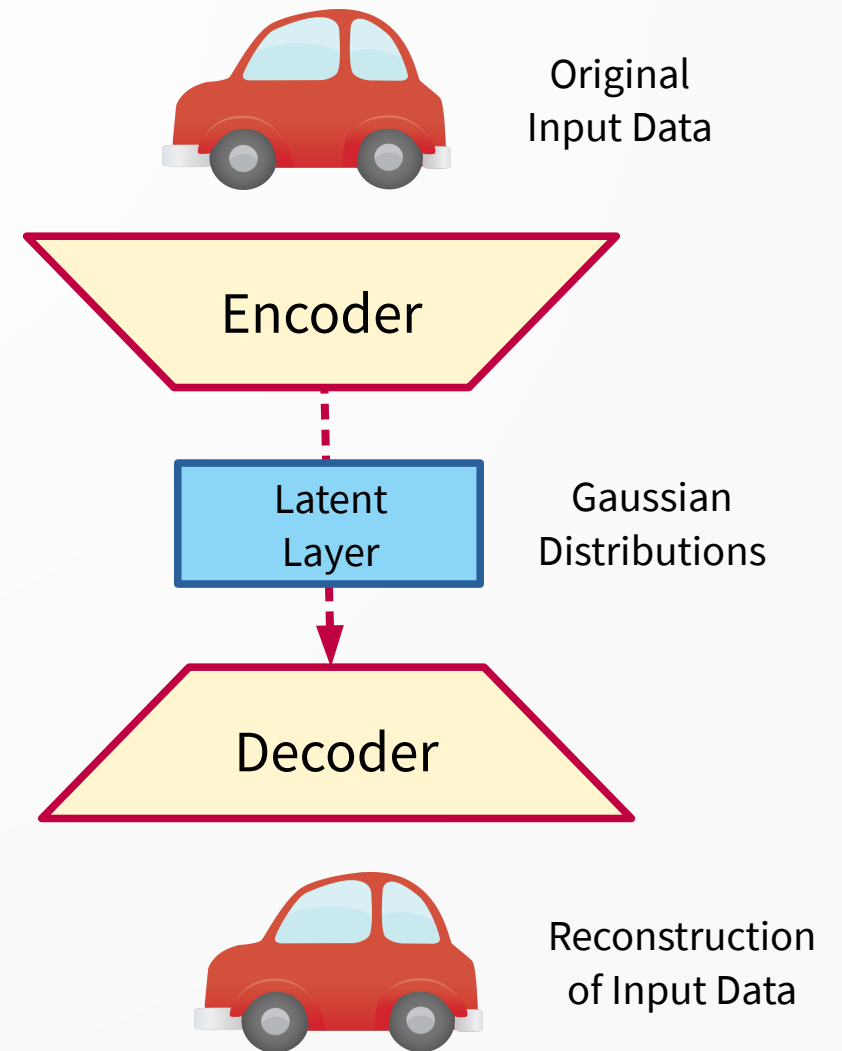 Original
Input Data
Encoder
Latent
Layer
Gaussian
Distributions
Decoder
Reconstruction
of Input Data